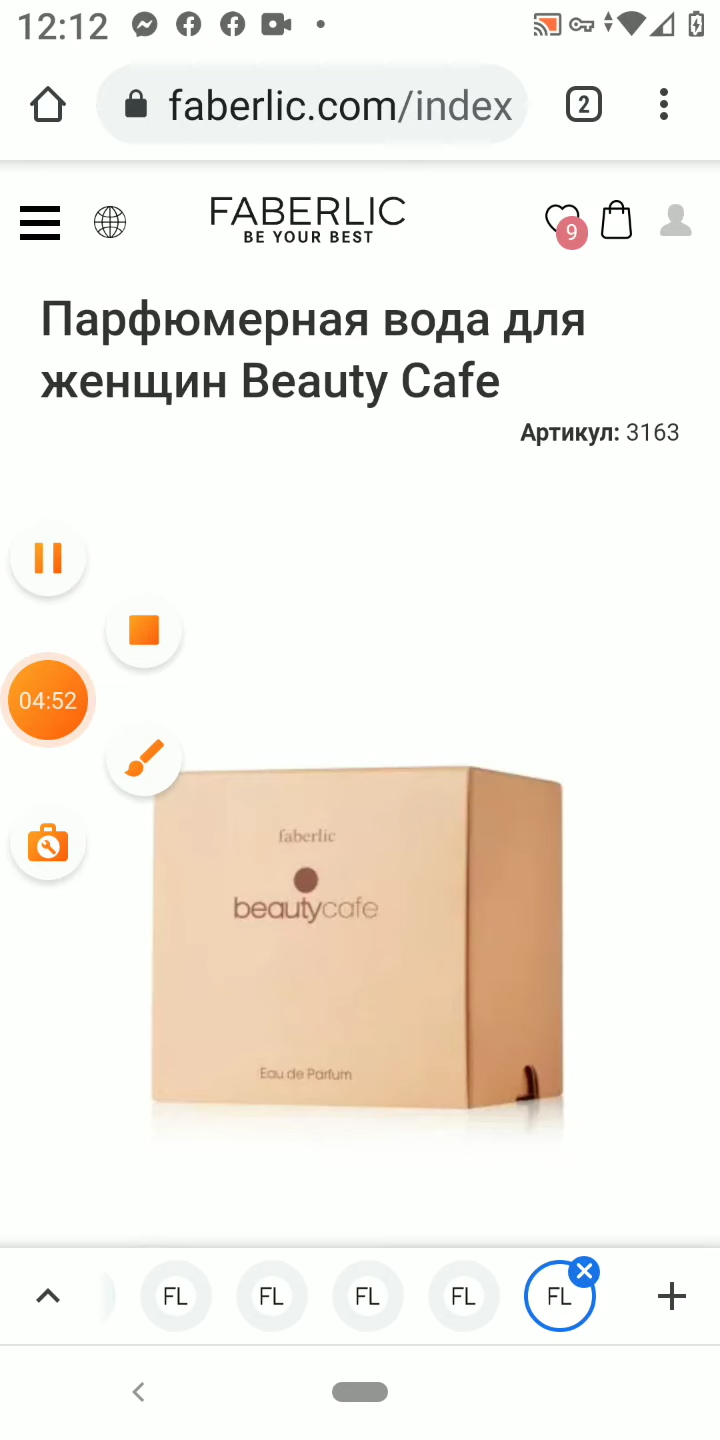 12:12
faberlic.com/index
2
FABERLIC
BE YOUR BEST
9
Парфюмерная вода для
женщин Beauty Cafe
Артикул: 3163
04:52
faberlic
beautycafe
Eau de Parfum
FL FL FL FL FL